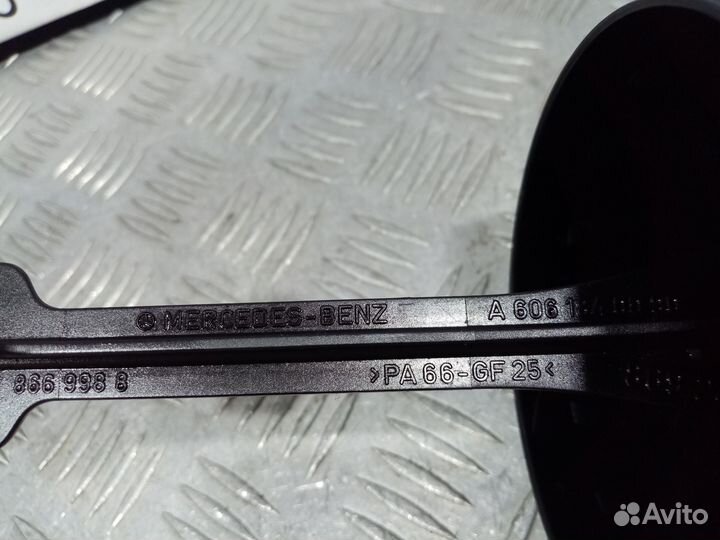 MERCEDES-BENZ A 606
866 998 8 >PA 66-GF 25<
Avito